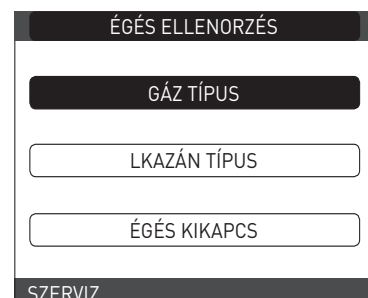 ÉGÉS ELLENORZÉS
GÁZ TÍPUS
LKAZÁN TÍPUS
ÉGÉS KIKAPCS
SZERVIZ